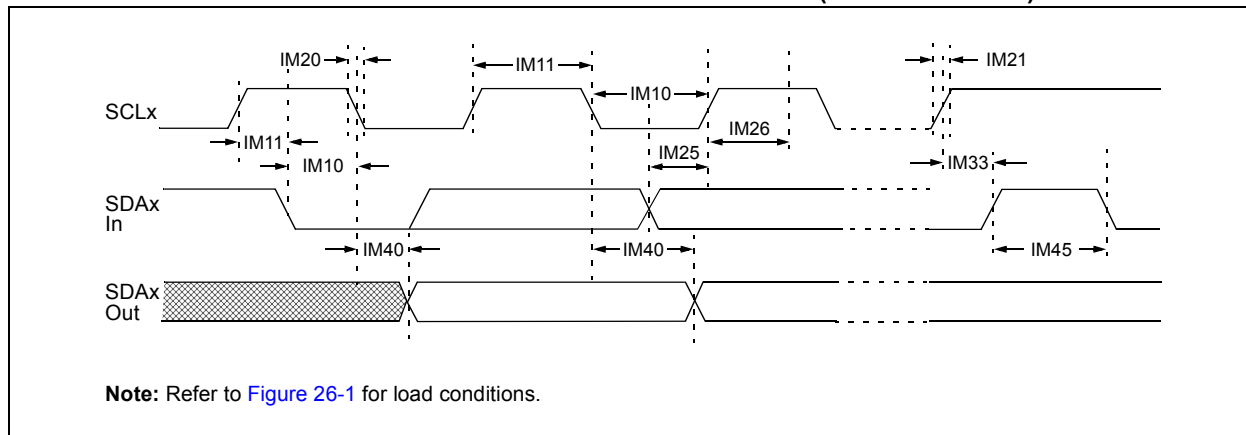 IM20
IM11
IM21
IM10
SCLx
IM11
IM26
IM25
IM10
IM33
SDAx
In
IM40
IM40
IM45
SDAx
Out
Note: Refer to Figure 26-1 for load conditions.